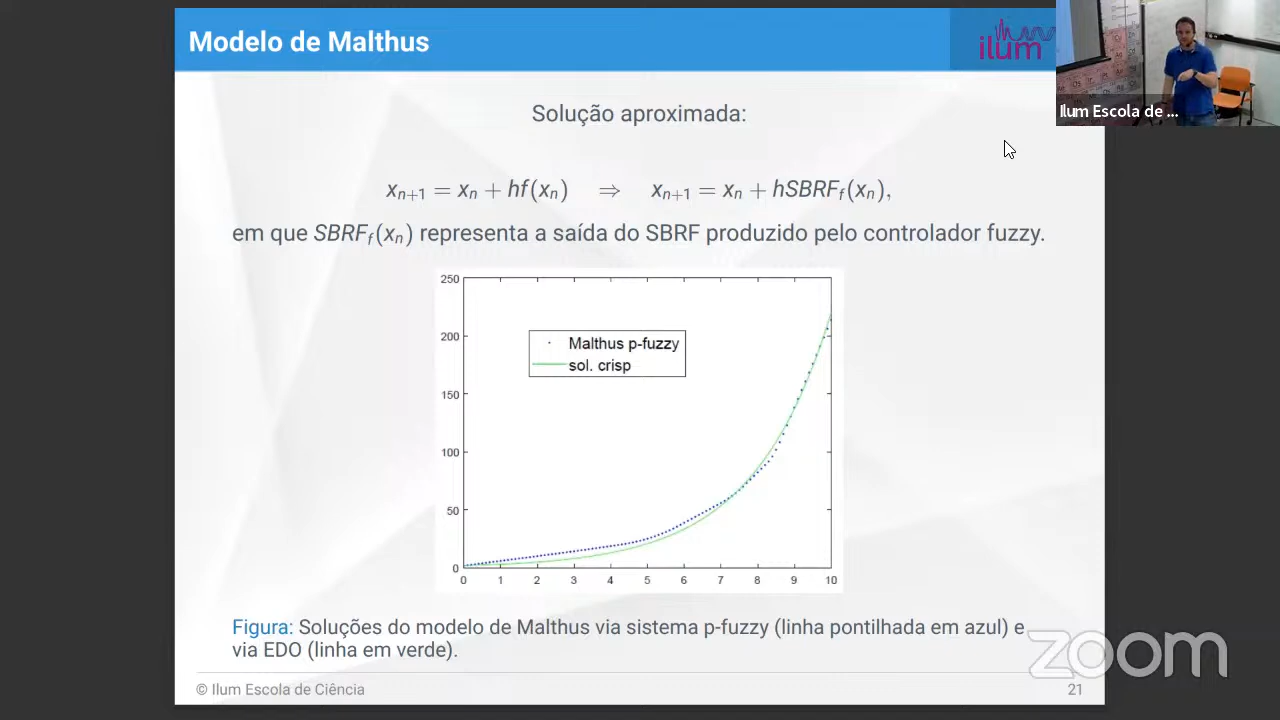 Modelo de Malthus
ilum
Ilum Escola de ...
Solução aproximada:
xₙ₊₁ = xₙ + hf(xₙ) ⇒ xₙ₊₁ = xₙ + hSBRF_f(xₙ),
em que SBRF_f(xₙ) representa a saída do SBRF produzido pelo controlador fuzzy.
250
200
150
100
50
0
Malthus p-fuzzy
sol. crisp
0 1 2 3 4 5 6 7 8 9 10
Figura: Soluções do modelo de Malthus via sistema p-fuzzy (linha pontilhada em azul) e
via EDO (linha em verde).
zoom
© Ilum Escola de Ciência
21